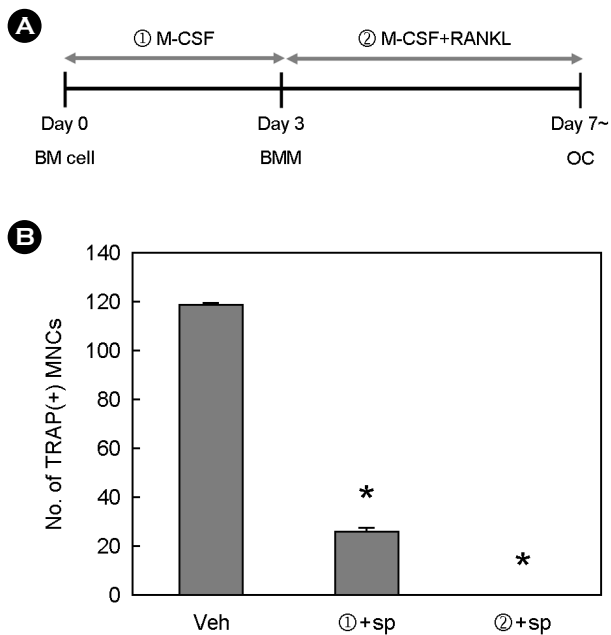 A
① M-CSF
② M-CSF+RANKL
Day 0
Day 3
Day 7~
BM cell
BMM
OC
B
No. of TRAP(+) MNCs
140
120
100
80
60
40
20
0
*
*
Veh
①+sp
②+sp